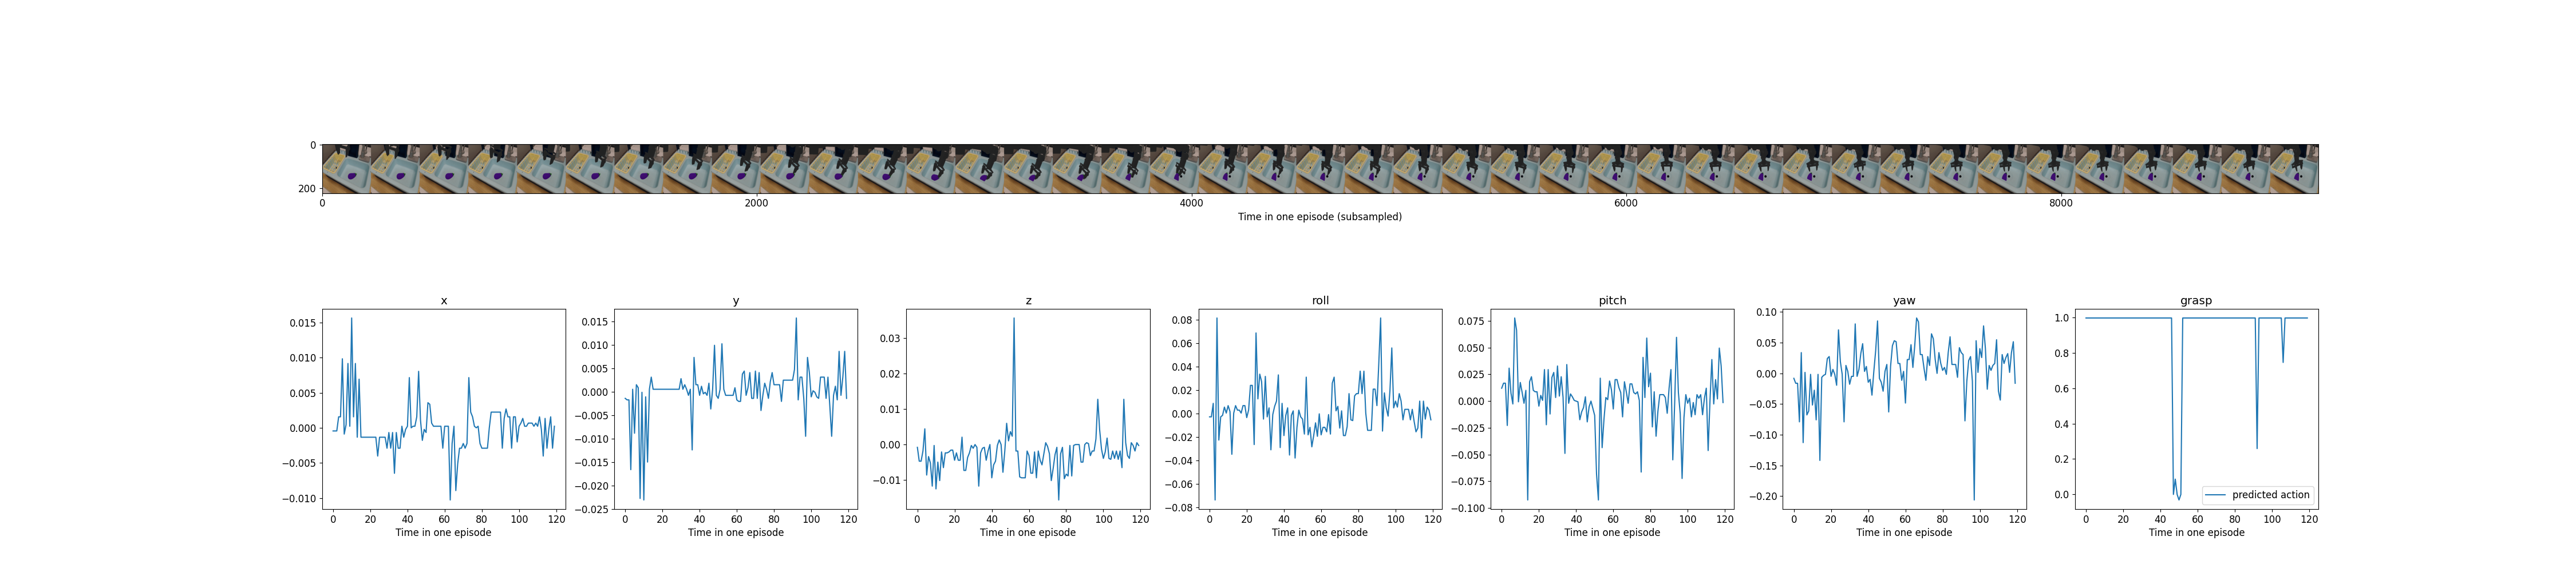 0
200
0 2000 4000 6000 8000
Time in one episode (subsampled)
x
0.015
0.010
0.005
0.000
−0.005
−0.010
0 20 40 60 80 100 120
Time in one episode
y
0.015
0.010
0.005
0.000
−0.005
−0.010
−0.015
−0.020
−0.025
0 20 40 60 80 100 120
Time in one episode
z
0.03
0.02
0.01
0.00
−0.01
0 20 40 60 80 100 120
Time in one episode
roll
0.08
0.06
0.04
0.02
0.00
−0.02
−0.04
−0.06
−0.08
0 20 40 60 80 100 120
Time in one episode
pitch
0.075
0.050
0.025
0.000
−0.025
−0.050
−0.075
−0.100
0 20 40 60 80 100 120
Time in one episode
yaw
0.10
0.05
0.00
−0.05
−0.10
−0.15
−0.20
0 20 40 60 80 100 120
Time in one episode
grasp
1.0
0.8
0.6
0.4
0.2
0.0
predicted action
0 20 40 60 80 100 120
Time in one episode